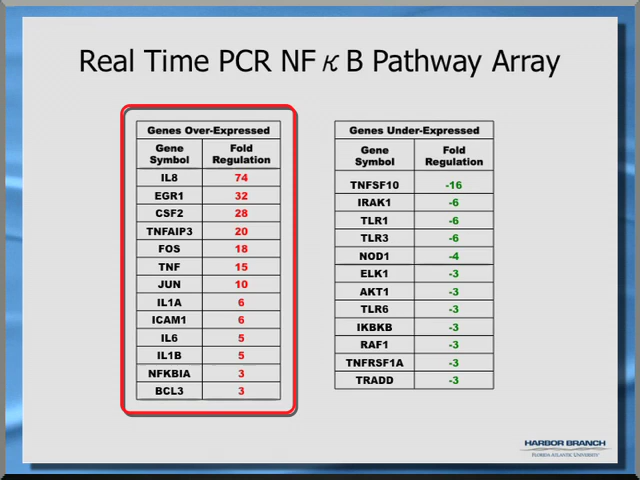 Real Time PCR NFκB Pathway Array
Genes Over-Expressed
Gene Symbol Fold Regulation
IL8 74
EGR1 32
CSF2 28
TNFAIP3 20
FOS 18
TNF 15
JUN 10
IL1A 6
ICAM1 6
IL6 5
IL1B 5
NFKBIA 3
BCL3 3
Genes Under-Expressed
Gene Symbol Fold Regulation
TNFSF10 -16
IRAK1 -6
TLR1 -6
TLR3 -6
NOD1 -4
ELK1 -3
AKT1 -3
TLR6 -3
IKBKB -3
RAF1 -3
TNFRSF1A -3
TRADD -3
HARBOR BRANCH
FLORIDA ATLANTIC UNIVERSITY